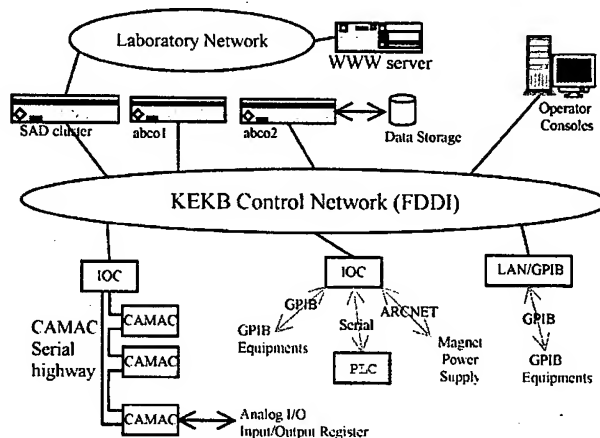 Laboratory Network
WWW server
SAD cluster
abco1
abco2
Data Storage
Operator
Consoles
KEKB Control Network (FDDI)
IOC
IOC
LAN/GPIB
CAMAC
Serial
highway
CAMAC
CAMAC
CAMAC
GPIB
GPIB
Equipments
Serial
PLC
ARCNET
Magnet
Power
Supply
GPIB
GPIB
Equipments
Analog I/O
Input/Output Register